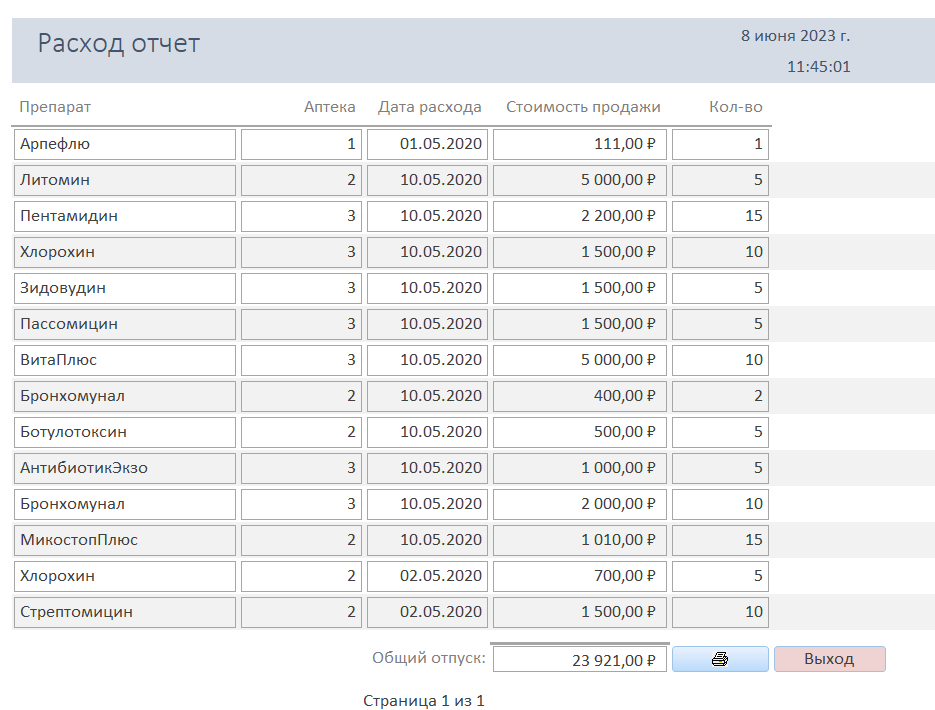 Расход отчет
8 июня 2023 г.
11:45:01
Препарат Аптека Дата расхода Стоимость продажи Кол-во
Арпефлю 1 01.05.2020 111,00 ₽ 1
Литомин 2 10.05.2020 5 000,00 ₽ 5
Пентамидин 3 10.05.2020 2 200,00 ₽ 15
Хлорохин 3 10.05.2020 1 500,00 ₽ 10
Зидовудин 3 10.05.2020 1 500,00 ₽ 5
Пассомицин 3 10.05.2020 1 500,00 ₽ 5
ВитаПлюс 3 10.05.2020 5 000,00 ₽ 10
Бронхомунал 2 10.05.2020 400,00 ₽ 2
Ботулотоксин 2 10.05.2020 500,00 ₽ 5
АнтибиотикЭкзо 3 10.05.2020 1 000,00 ₽ 5
Бронхомунал 3 10.05.2020 2 000,00 ₽ 10
МикостопПлюс 2 10.05.2020 1 010,00 ₽ 15
Хлорохин 2 02.05.2020 700,00 ₽ 5
Стрептомицин 2 02.05.2020 1 500,00 ₽ 10
Общий отпуск: 23 921,00 ₽ Выход
Страница 1 из 1